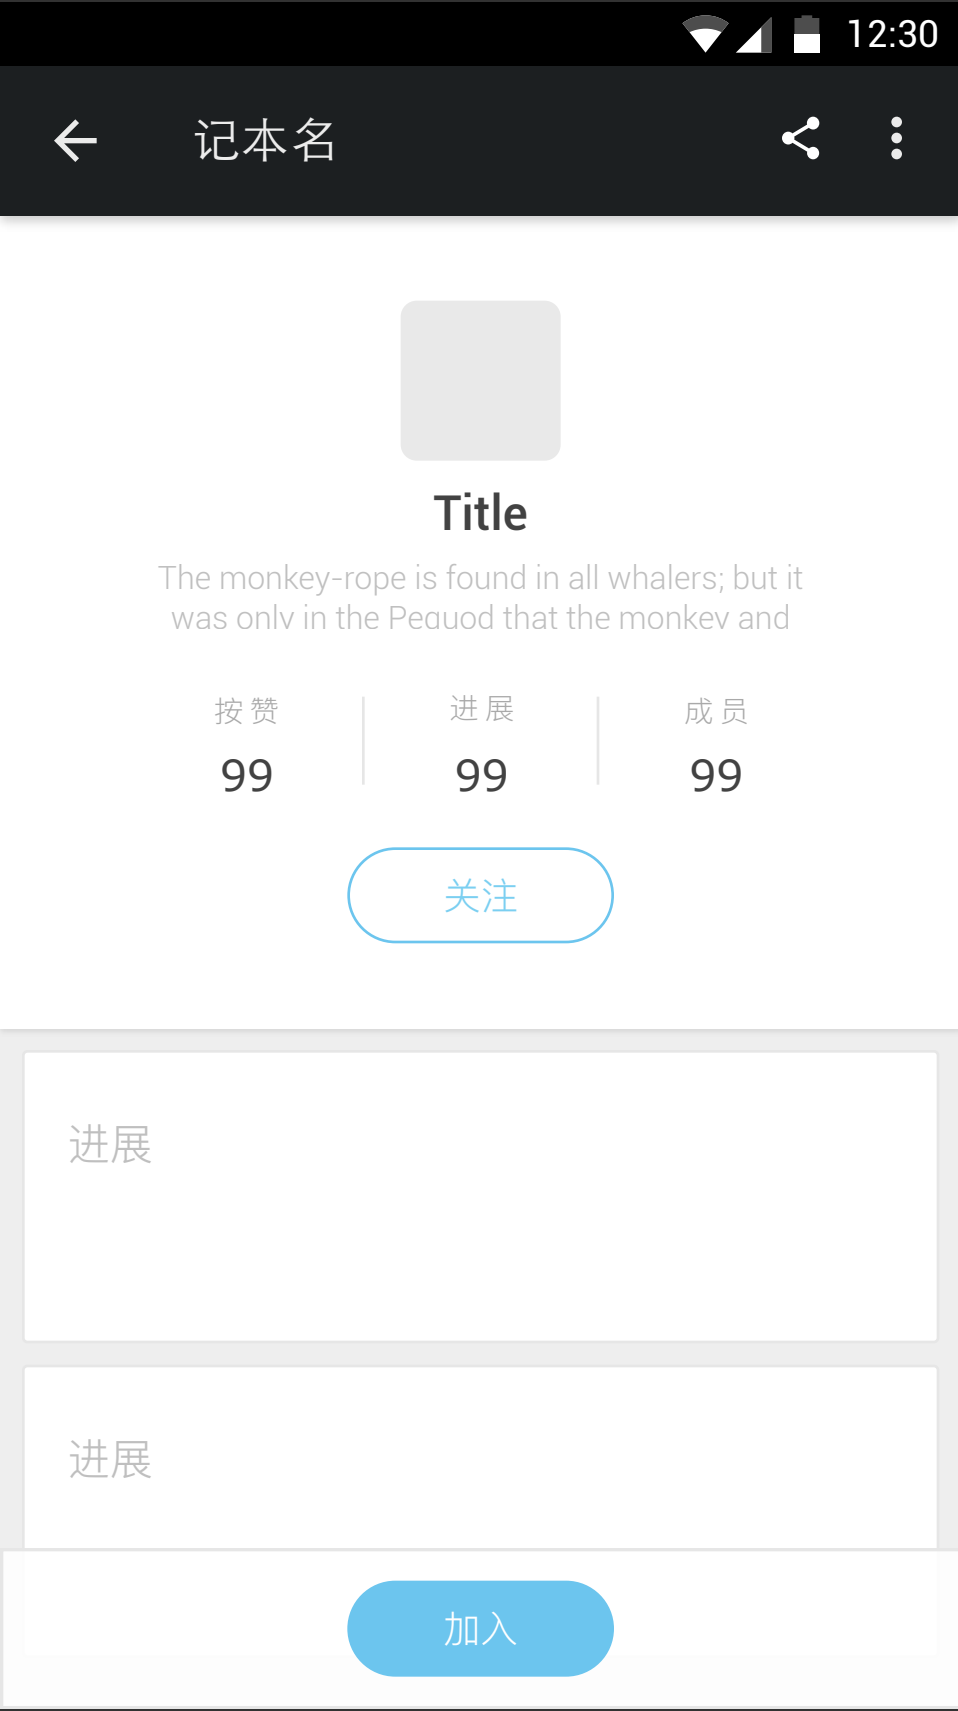 12:30
记本名
Title
The monkey-rope is found in all whalers; but it
was only in the Pequod that the monkey and
按赞 进展 成员
99 99 99
关注
进展
进展
加入